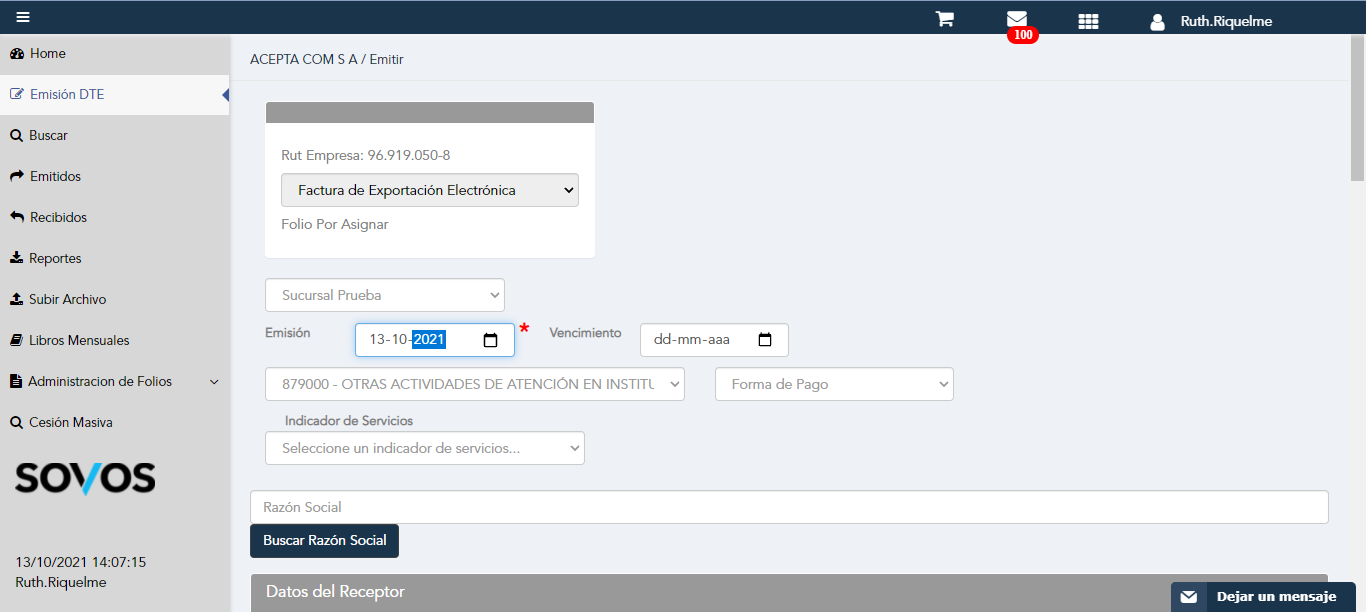 Ruth.Riquelme
100
Home
ACEPTA COM S A / Emitir
Emisión DTE
Buscar
Emitidos
Recibidos
Reportes
Subir Archivo
Libros Mensuales
Administracion de Folios
Cesión Masiva
SOVOS
13/10/2021 14:07:15
Ruth.Riquelme
Rut Empresa: 96.919.050-8
Factura de Exportación Electrónica
Folio Por Asignar
Sucursal Prueba
Emisión 13-10-2021 * Vencimiento dd-mm-aaa
879000 - OTRAS ACTIVIDADES DE ATENCIÓN EN INSTITU Forma de Pago
Indicador de Servicios
Seleccione un indicador de servicios...
Razón Social
Buscar Razón Social
Datos del Receptor
Dejar un mensaje